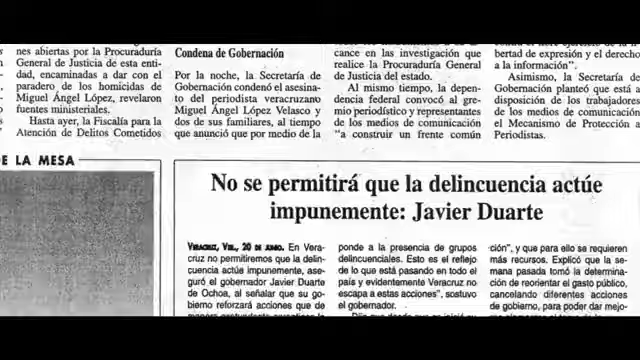 nes abiertas por la Procuraduría
General de Justicia de esta enti-
dad, encaminadas a dar con el
paradero de los homicidas de
Miguel Ángel López, revelaron
fuentes ministeriales.
Hasta ayer, la Fiscalía para la
Atención de Delitos Cometidos
Condena de Gobernación
Por la noche, la Secretaría de
Gobernación condenó el asesina-
to del periodista veracruzano
Miguel Ángel López Velasco y
dos de sus familiares, al tiempo
que anunció que por medio de la
cance en las investigación que
realice la Procuraduría General
de Justicia del estado.
Al mismo tiempo, la depen-
dencia federal convocó al gre-
mio periodístico y representantes
de los medios de comunicación
"a construir un frente común
bertad de expresión y el derecho
a la información".
Asimismo, la Secretaría de
Gobernación planteó que está a
disposición de los trabajadores
de los medios de comunicación
el Mecanismo de Protección a
Periodistas.
DE LA MESA
No se permitirá que la delincuencia actúe
impunemente: Javier Duarte
VERACRUZ, VER., 20 DE JUNIO. En Vera-
cruz no permitiremos que la delin-
cuencia actúe impunemente, ase-
guró el gobernador Javier Duarte
de Ochoa, al señalar que su go-
bierno reforzará acciones que de
ponde a la presencia de grupos
delincuenciales. Esto es el reflejo
de lo que está pasando en todo el
país y evidentemente Veracruz no
escapa a estas acciones", sostuvo
el gobernador.
ción", y que para ello se requieren
más recursos. Explicó que la se-
mana pasada tomó la determina-
ción de reorientar el gasto público,
cancelando diferentes acciones
de gobierno, para poder dar mejo-